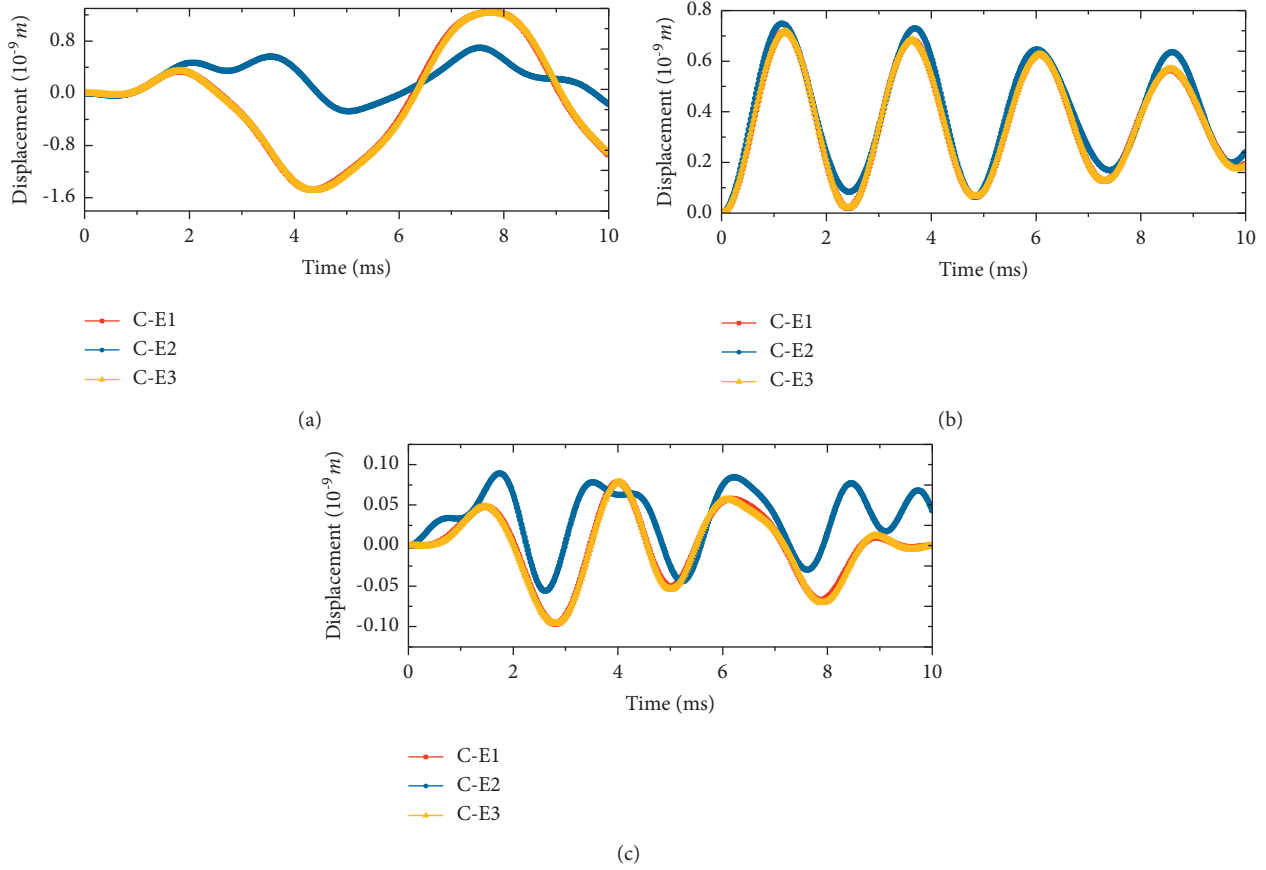 Displacement (10⁻⁹ m)
0.8
0.0
-0.8
-1.6
0 2 4 6 8 10
Time (ms)
C-E1
C-E2
C-E3
(a)
Displacement (10⁻⁹ m)
0.8
0.6
0.4
0.2
0.0
0 2 4 6 8 10
Time (ms)
C-E1
C-E2
C-E3
(b)
Displacement (10⁻⁹ m)
0.10
0.05
0.00
-0.05
-0.10
0 2 4 6 8 10
Time (ms)
C-E1
C-E2
C-E3
(c)